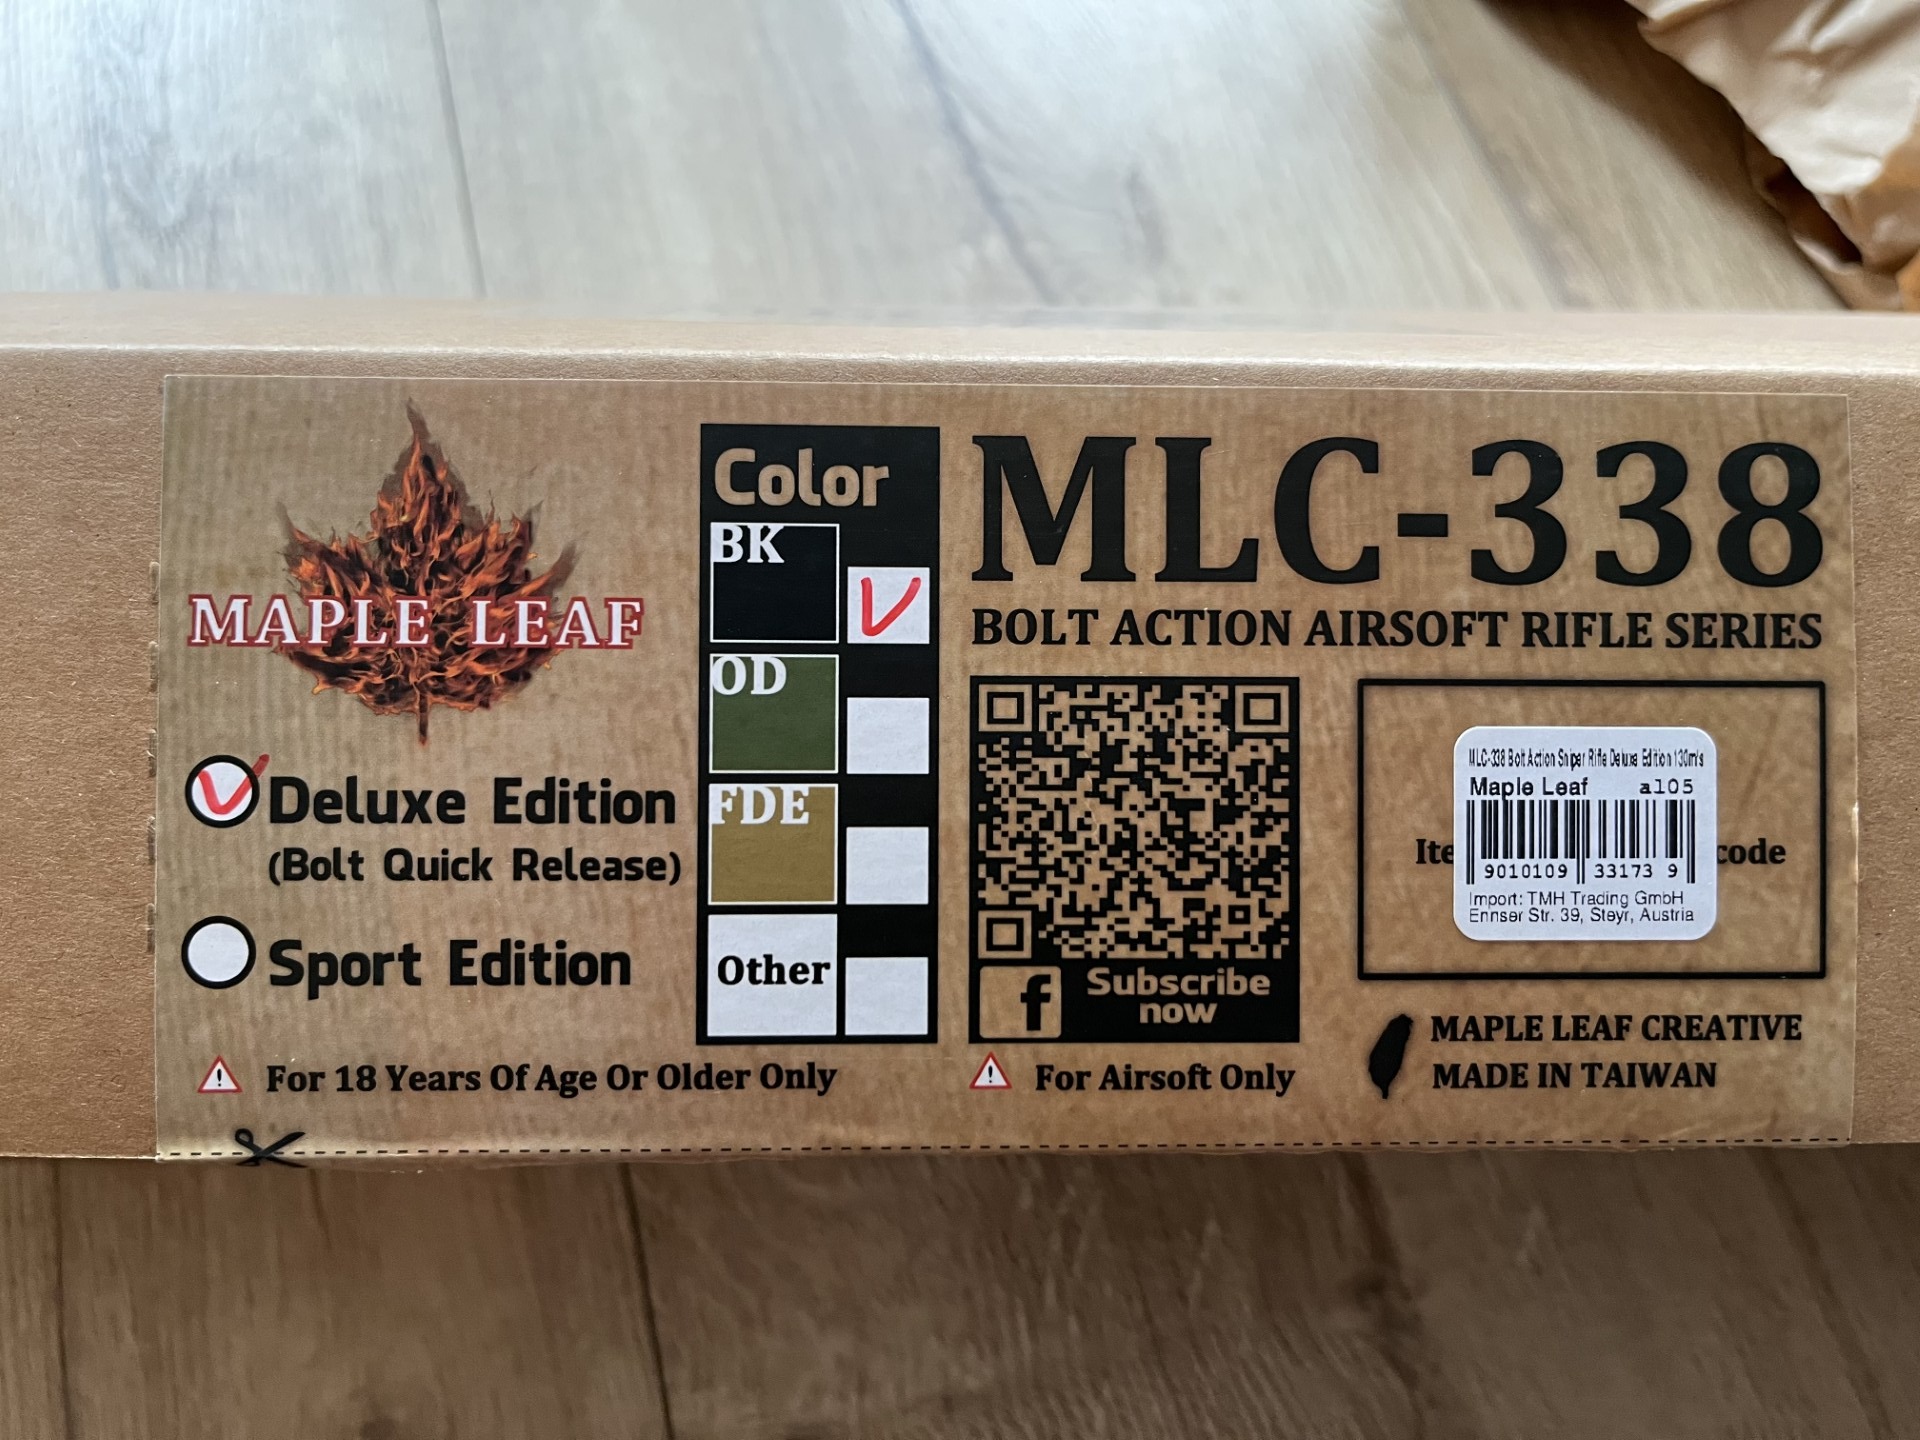 MAPLE LEAF
Deluxe Edition
(Bolt Quick Release)
Sport Edition
For 18 Years Of Age Or Older Only
Color
BK
OD
FDE
Other
MLC-338
BOLT ACTION AIRSOFT RIFLE SERIES
f Subscribe
now
For Airsoft Only
MLC-338 Bolt Action Sniper Rifle Deluxe Edition 130m/s
Maple Leaf a105
9010109 33173 9
Import: TMH Trading GmbH
Ennser Str. 39, Steyr, Austria
code
MAPLE LEAF CREATIVE
MADE IN TAIWAN